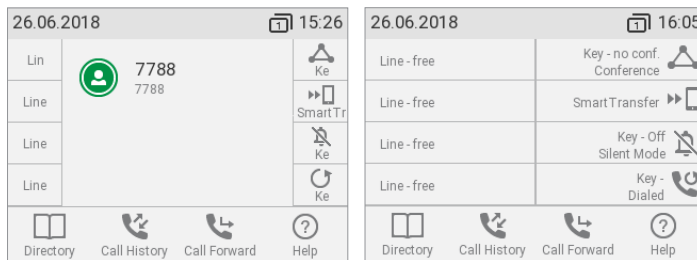 26.06.2018 1 15:26
Lin
7788
7788
Ke
Line
SmartTr
Line
Ke
Line
Ke
Directory Call History Call Forward ? Help
26.06.2018 1 16:05
Line - free
Key - no conf.
Conference
Line - free
SmartTransfer
Line - free
Key - Off
Silent Mode
Line - free
Key -
Dialed
Directory Call History Call Forward ? Help